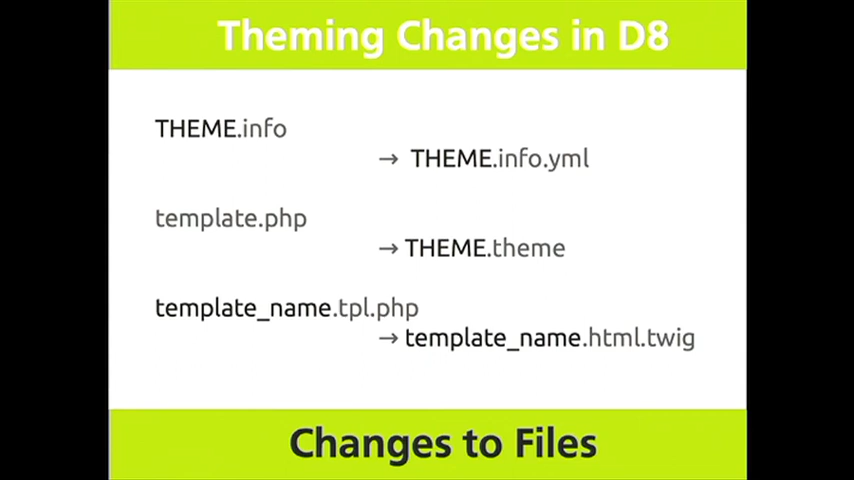 Theming Changes in D8
THEME.info
→ THEME.info.yml
template.php
→ THEME.theme
template_name.tpl.php
→ template_name.html.twig
Changes to Files